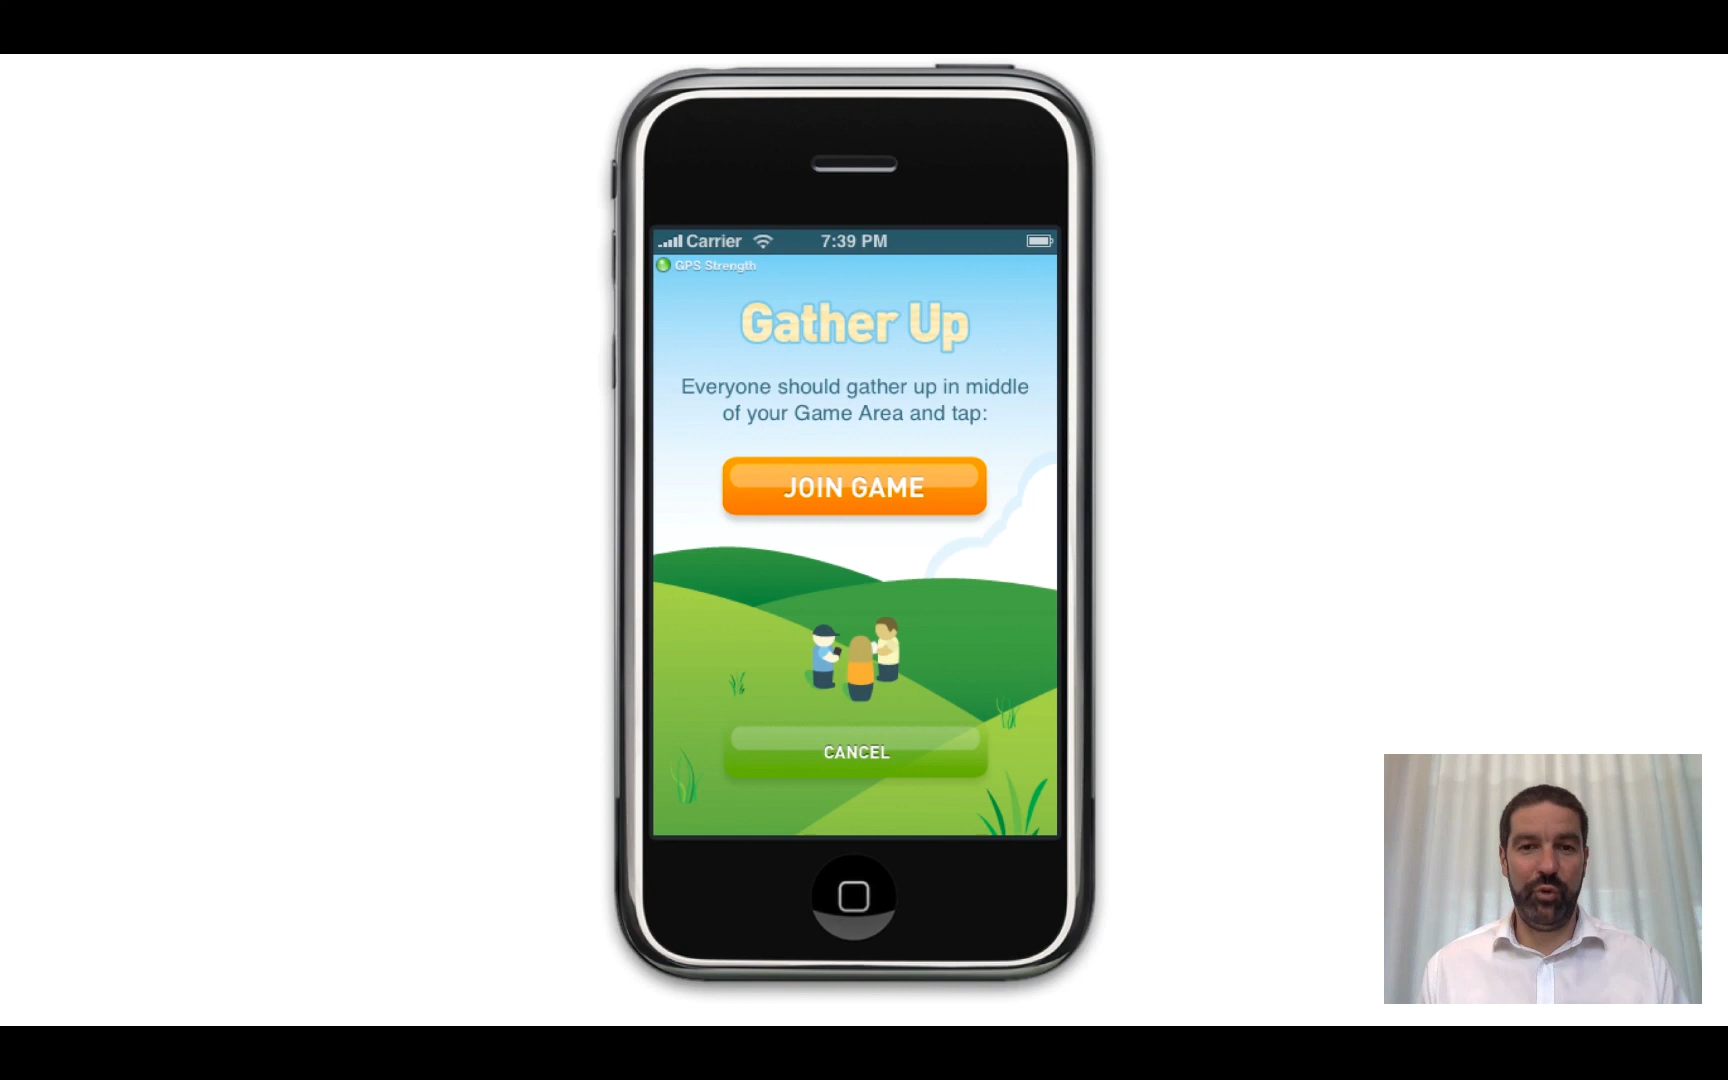 Carrier 7:39 PM
GPS Strength
Gather Up
Everyone should gather up in middle
of your Game Area and tap:
JOIN GAME
CANCEL